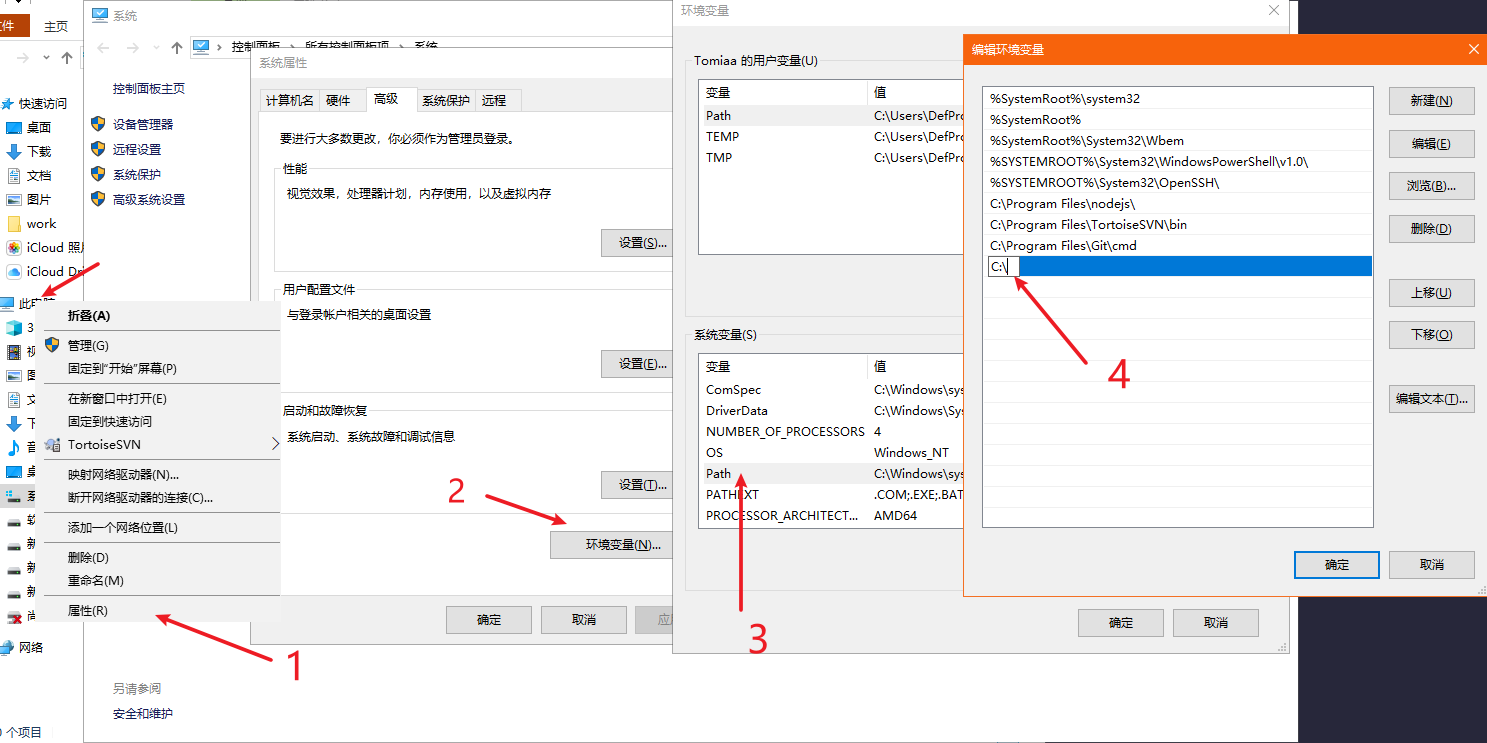 件
主页
快速访问
桌面
下载
文档
图片
work
iCloud 照
iCloud Dri
此电脑
3
网络
个项目
折叠(A)
管理(G)
固定到"开始"屏幕(P)
在新窗口中打开(E)
固定到快速访问
TortoiseSVN
映射网络驱动器(N)...
断开网络驱动器的连接(C)...
添加一个网络位置(L)
删除(D)
重命名(M)
属性(R)
1
系统
控制面板
所有控制面板项
系统
控制面板主页
设备管理器
远程设置
系统保护
高级系统设置
另请参阅
安全和维护
系统属性
计算机名
硬件
高级
系统保护
远程
要进行大多数更改，你必须作为管理员登录。
性能
视觉效果，处理器计划，内存使用，以及虚拟内存
设置(S)...
用户配置文件
与登录帐户相关的桌面设置
设置(E)...
启动和故障恢复
系统启动、系统故障和调试信息
设置(T)...
2
环境变量(N)...
确定
取消
应
环境变量
Tomiaa 的用户变量(U)
变量
值
Path
C:\Users\DefPro
TEMP
C:\Users\DefPro
TMP
C:\Users\DefPro
系统变量(S)
变量
值
ComSpec
C:\Windows\sys
DriverData
C:\Windows\Sys
NUMBER_OF_PROCESSORS
4
OS
Windows_NT
Path
C:\Windows\sys
PATHEXT
.COM;.EXE;.BAT
PROCESSOR_ARCHITECT...
AMD64
3
确定
取消
编辑环境变量
%SystemRoot%\system32
%SystemRoot%
%SystemRoot%\System32\Wbem
%SYSTEMROOT%\System32\WindowsPowerShell\v1.0\
%SYSTEMROOT%\System32\OpenSSH\
C:\Program Files\nodejs\
C:\Program Files\TortoiseSVN\bin
C:\Program Files\Git\cmd
C:\
4
新建(N)
编辑(E)
浏览(B)...
删除(D)
上移(U)
下移(O)
编辑文本(T)...
确定
取消